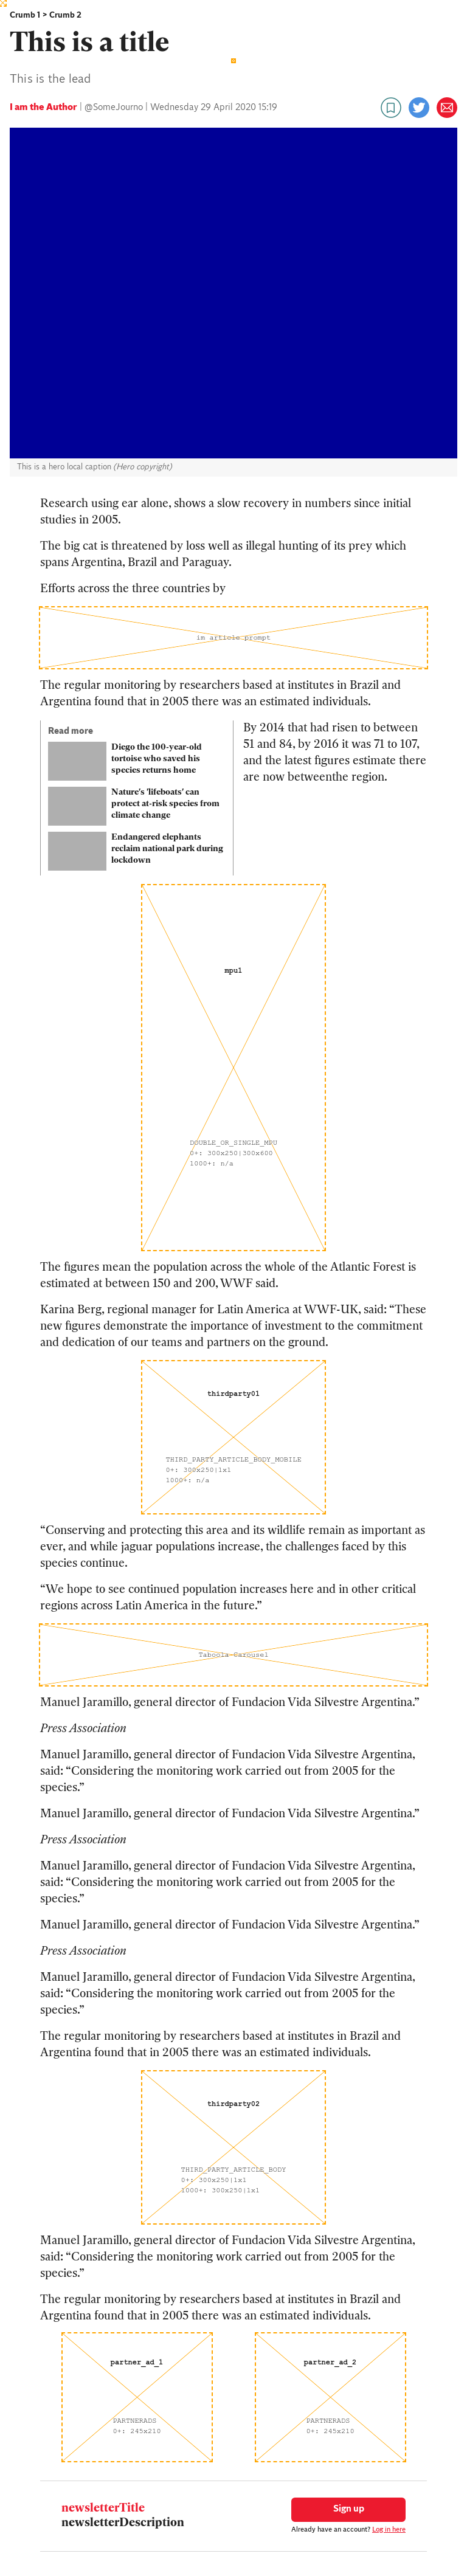 Crumb 1 > Crumb 2
This is a title
This is the lead
I am the Author | @SomeJourno | Wednesday 29 April 2020 15:19
This is a hero local caption (Hero copyright)
Research using ear alone, shows a slow recovery in numbers since initial
studies in 2005.
The big cat is threatened by loss well as illegal hunting of its prey which
spans Argentina, Brazil and Paraguay.
Efforts across the three countries by
im article prompt
The regular monitoring by researchers based at institutes in Brazil and
Argentina found that in 2005 there was an estimated individuals.
Read more
Diego the 100-year-old
tortoise who saved his
species returns home
Nature's 'lifeboats' can
protect at-risk species from
climate change
Endangered elephants
reclaim national park during
lockdown
By 2014 that had risen to between
51 and 84, by 2016 it was 71 to 107,
and the latest figures estimate there
are now betweenthe region.
mpu1
DOUBLE_OR_SINGLE_MPU
0+: 300x250|300x600
1000+: n/a
The figures mean the population across the whole of the Atlantic Forest is
estimated at between 150 and 200, WWF said.
Karina Berg, regional manager for Latin America at WWF-UK, said: “These
new figures demonstrate the importance of investment to the commitment
and dedication of our teams and partners on the ground.
thirdparty01
THIRD_PARTY_ARTICLE_BODY_MOBILE
0+: 300x250|1x1
1000+: n/a
“Conserving and protecting this area and its wildlife remain as important as
ever, and while jaguar populations increase, the challenges faced by this
species continue.
“We hope to see continued population increases here and in other critical
regions across Latin America in the future.”
Taboola Carousel
Manuel Jaramillo, general director of Fundacion Vida Silvestre Argentina.”
Press Association
Manuel Jaramillo, general director of Fundacion Vida Silvestre Argentina,
said: “Considering the monitoring work carried out from 2005 for the
species.”
Manuel Jaramillo, general director of Fundacion Vida Silvestre Argentina.”
Press Association
Manuel Jaramillo, general director of Fundacion Vida Silvestre Argentina,
said: “Considering the monitoring work carried out from 2005 for the
species.”
Manuel Jaramillo, general director of Fundacion Vida Silvestre Argentina.”
Press Association
Manuel Jaramillo, general director of Fundacion Vida Silvestre Argentina,
said: “Considering the monitoring work carried out from 2005 for the
species.”
The regular monitoring by researchers based at institutes in Brazil and
Argentina found that in 2005 there was an estimated individuals.
thirdparty02
THIRD_PARTY_ARTICLE_BODY
0+: 300x250|1x1
1000+: 300x250|1x1
Manuel Jaramillo, general director of Fundacion Vida Silvestre Argentina,
said: “Considering the monitoring work carried out from 2005 for the
species.”
The regular monitoring by researchers based at institutes in Brazil and
Argentina found that in 2005 there was an estimated individuals.
partner_ad_1
PARTNERADS
0+: 245x210
partner_ad_2
PARTNERADS
0+: 245x210
newsletterTitle
newsletterDescription
Sign up
Already have an account? Log in here